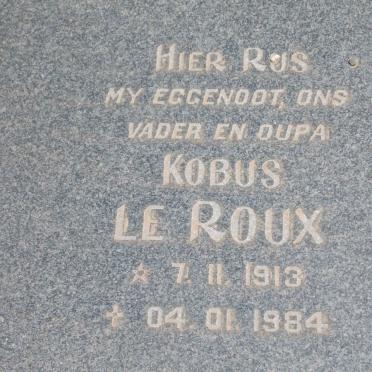 HIER RUS
MY EGGENOOT, ONS
VADER EN OUPA
KOBUS
LE ROUX
☆ 7. 11. 1913
✝ 04. 01. 1984